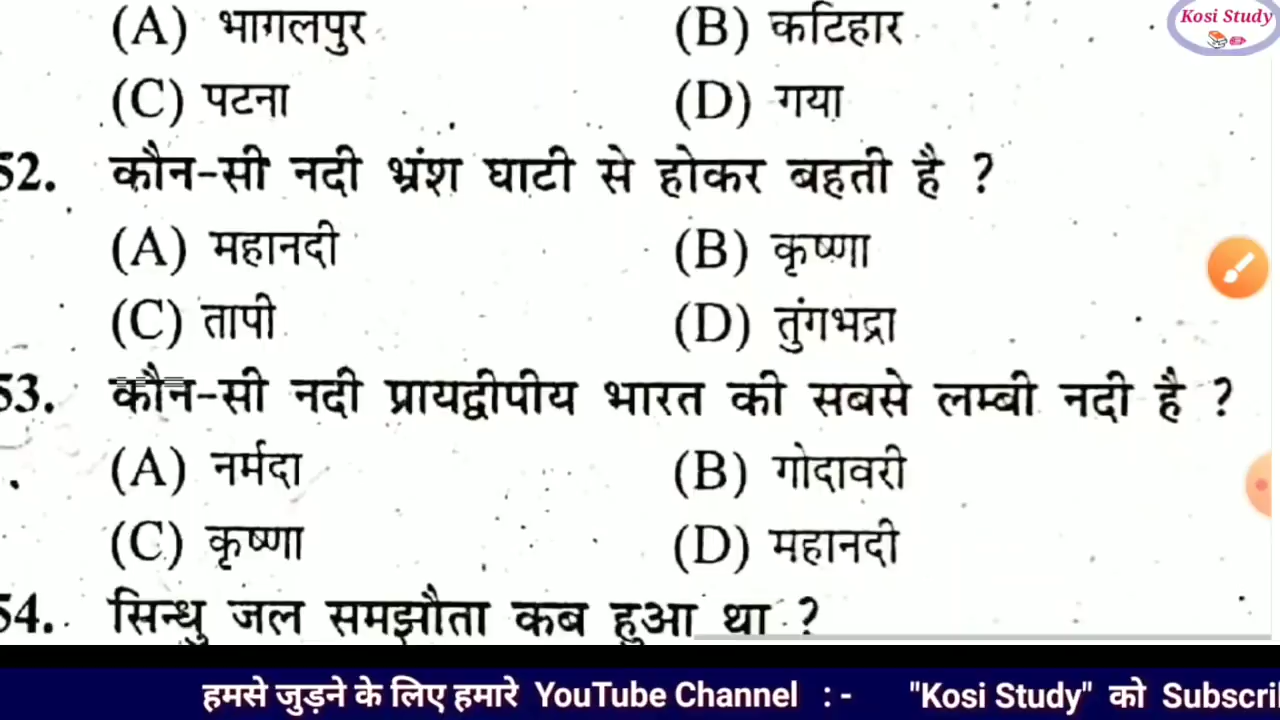 Kosi Study
(A) भागलपुर (B) कटिहार
(C) पटना (D) गया
52. कौन-सी नदी भ्रंश घाटी से होकर बहती है ?
(A) महानदी (B) कृष्णा
(C) तापी (D) तुंगभद्रा
53. कौन-सी नदी प्रायद्वीपीय भारत की सबसे लम्बी नदी है ?
(A) नर्मदा (B) गोदावरी
(C) कृष्णा (D) महानदी
54. सिन्धु जल समझौता कब हुआ था ?
हमसे जुड़ने के लिए हमारे YouTube Channel : - "Kosi Study" को Subscri